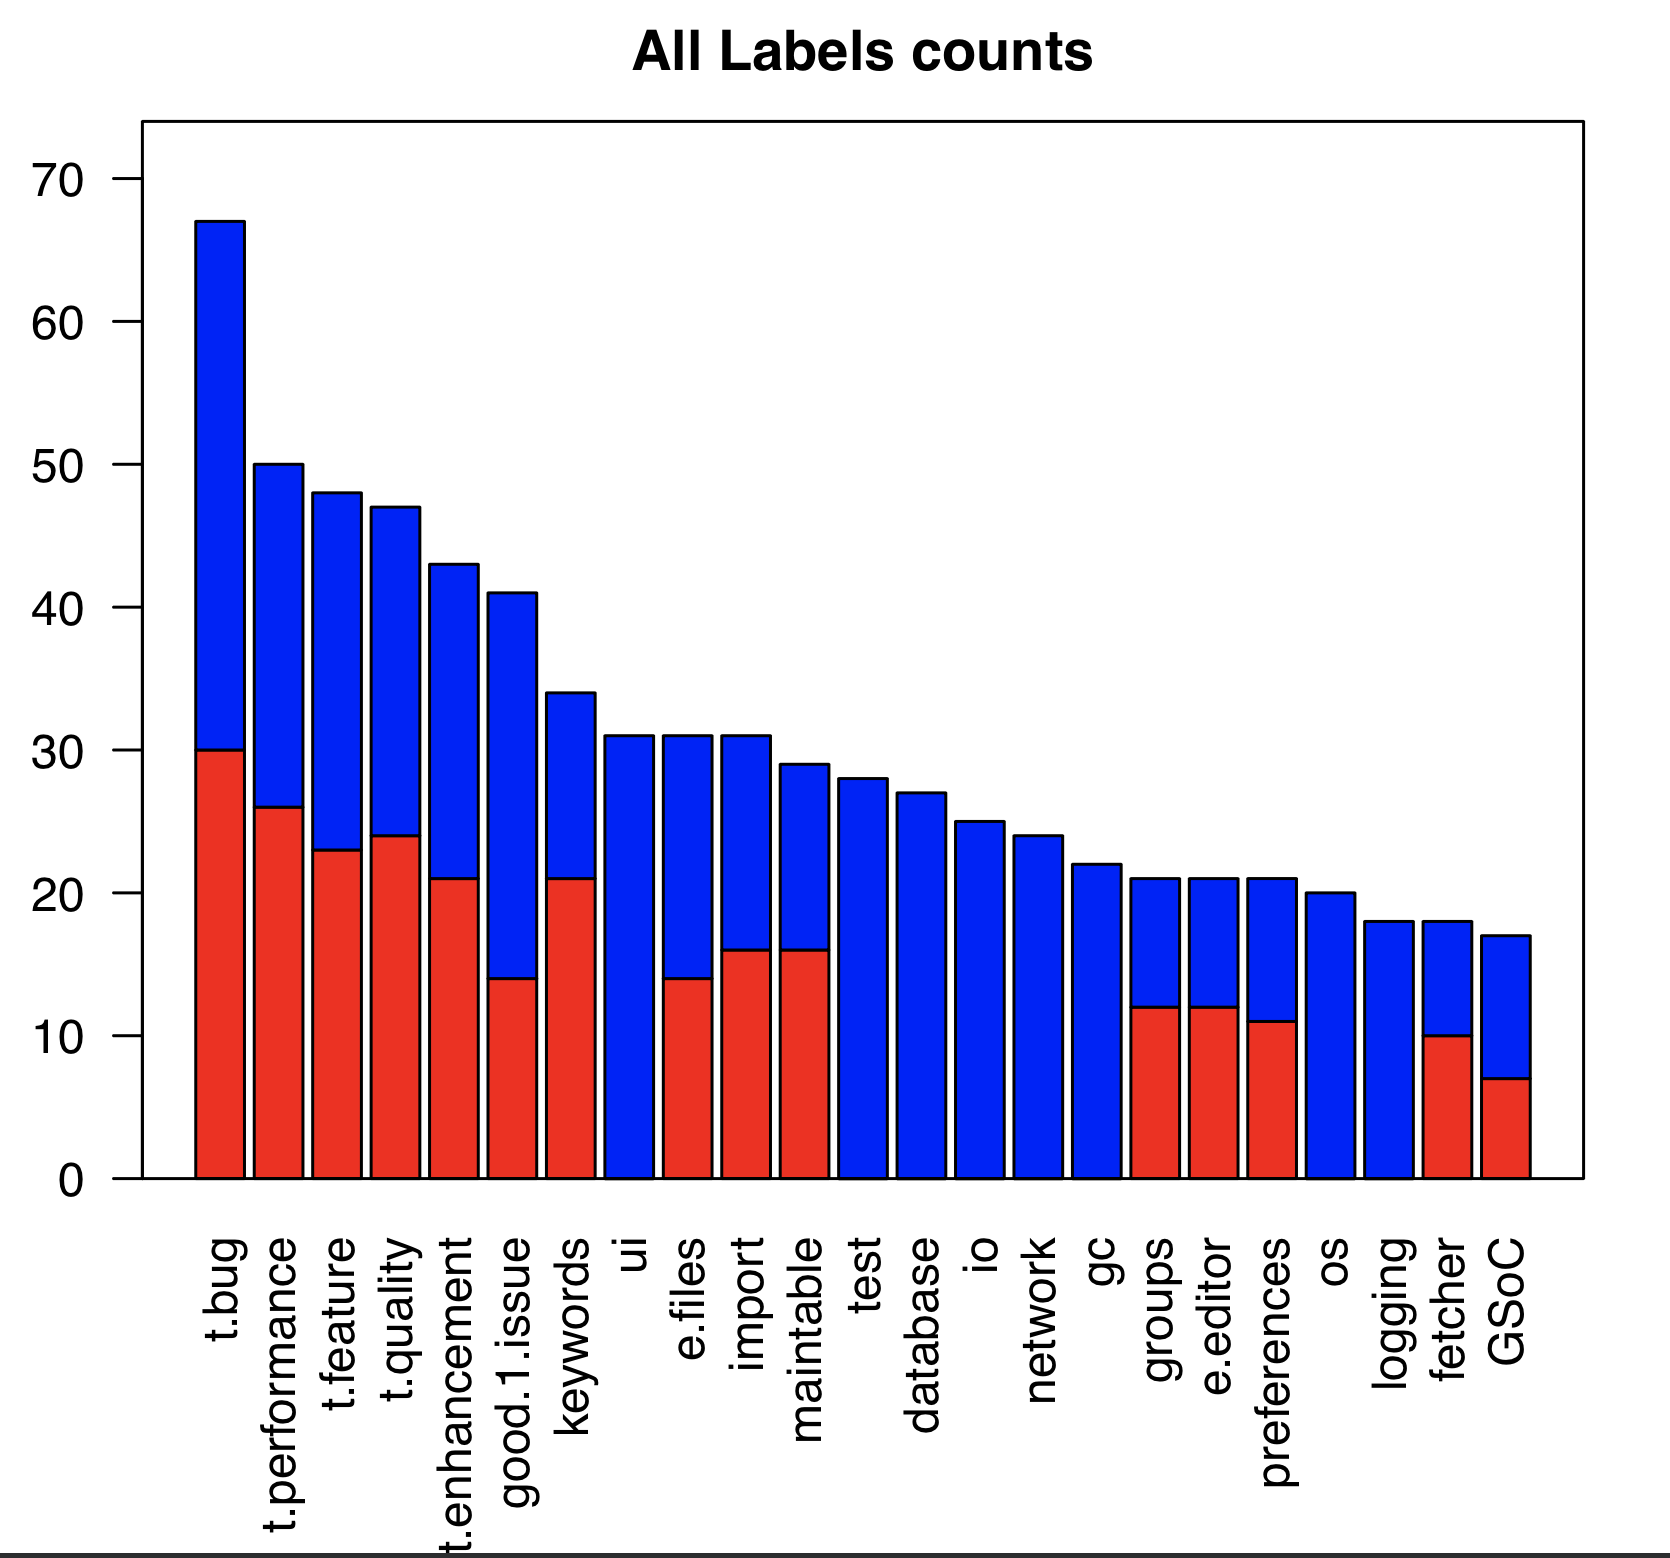 All Labels counts
70
60
50
40
30
20
10
0
t.bug
t.performance
t.feature
t.quality
t.enhancement
good.1.issue
keywords
ui
e.files
import
maintable
test
database
io
network
gc
groups
e.editor
preferences
os
logging
fetcher
GSoC